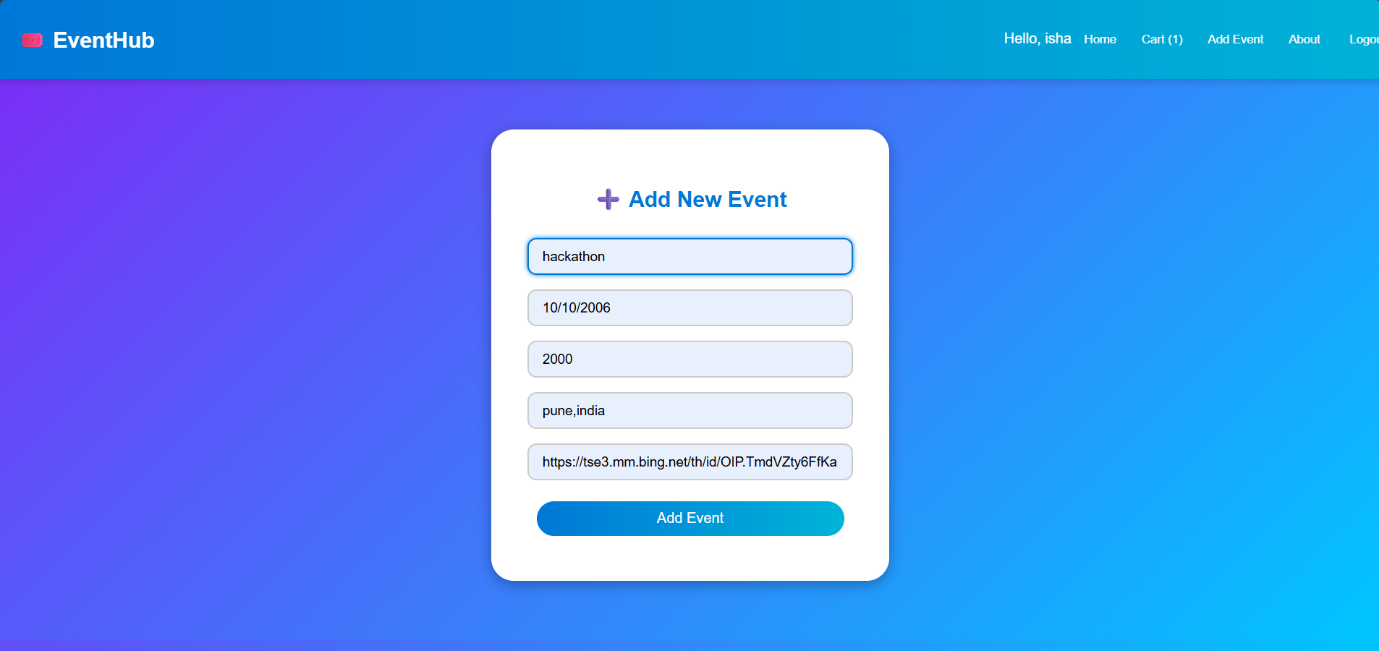 EventHub
Hello, isha Home Cart (1) Add Event About Logou
Add New Event
hackathon
10/10/2006
2000
pune,india
https://tse3.mm.bing.net/th/id/OIP.TmdVZty6FfKa
Add Event